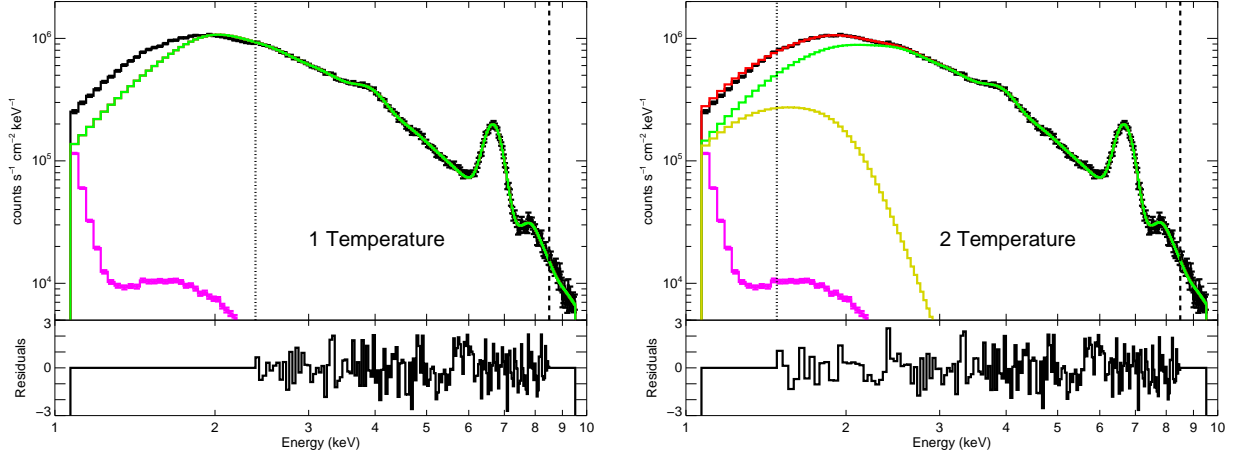 10⁶
10⁵
10⁴
counts s⁻¹ cm⁻² keV⁻¹
1 Temperature
3
0
−3
Residuals
1 2 3 4 5 6 7 8 9 10
Energy (keV)
10⁶
10⁵
10⁴
counts s⁻¹ cm⁻² keV⁻¹
2 Temperature
3
0
−3
Residuals
1 2 3 4 5 6 7 8 9 10
Energy (keV)